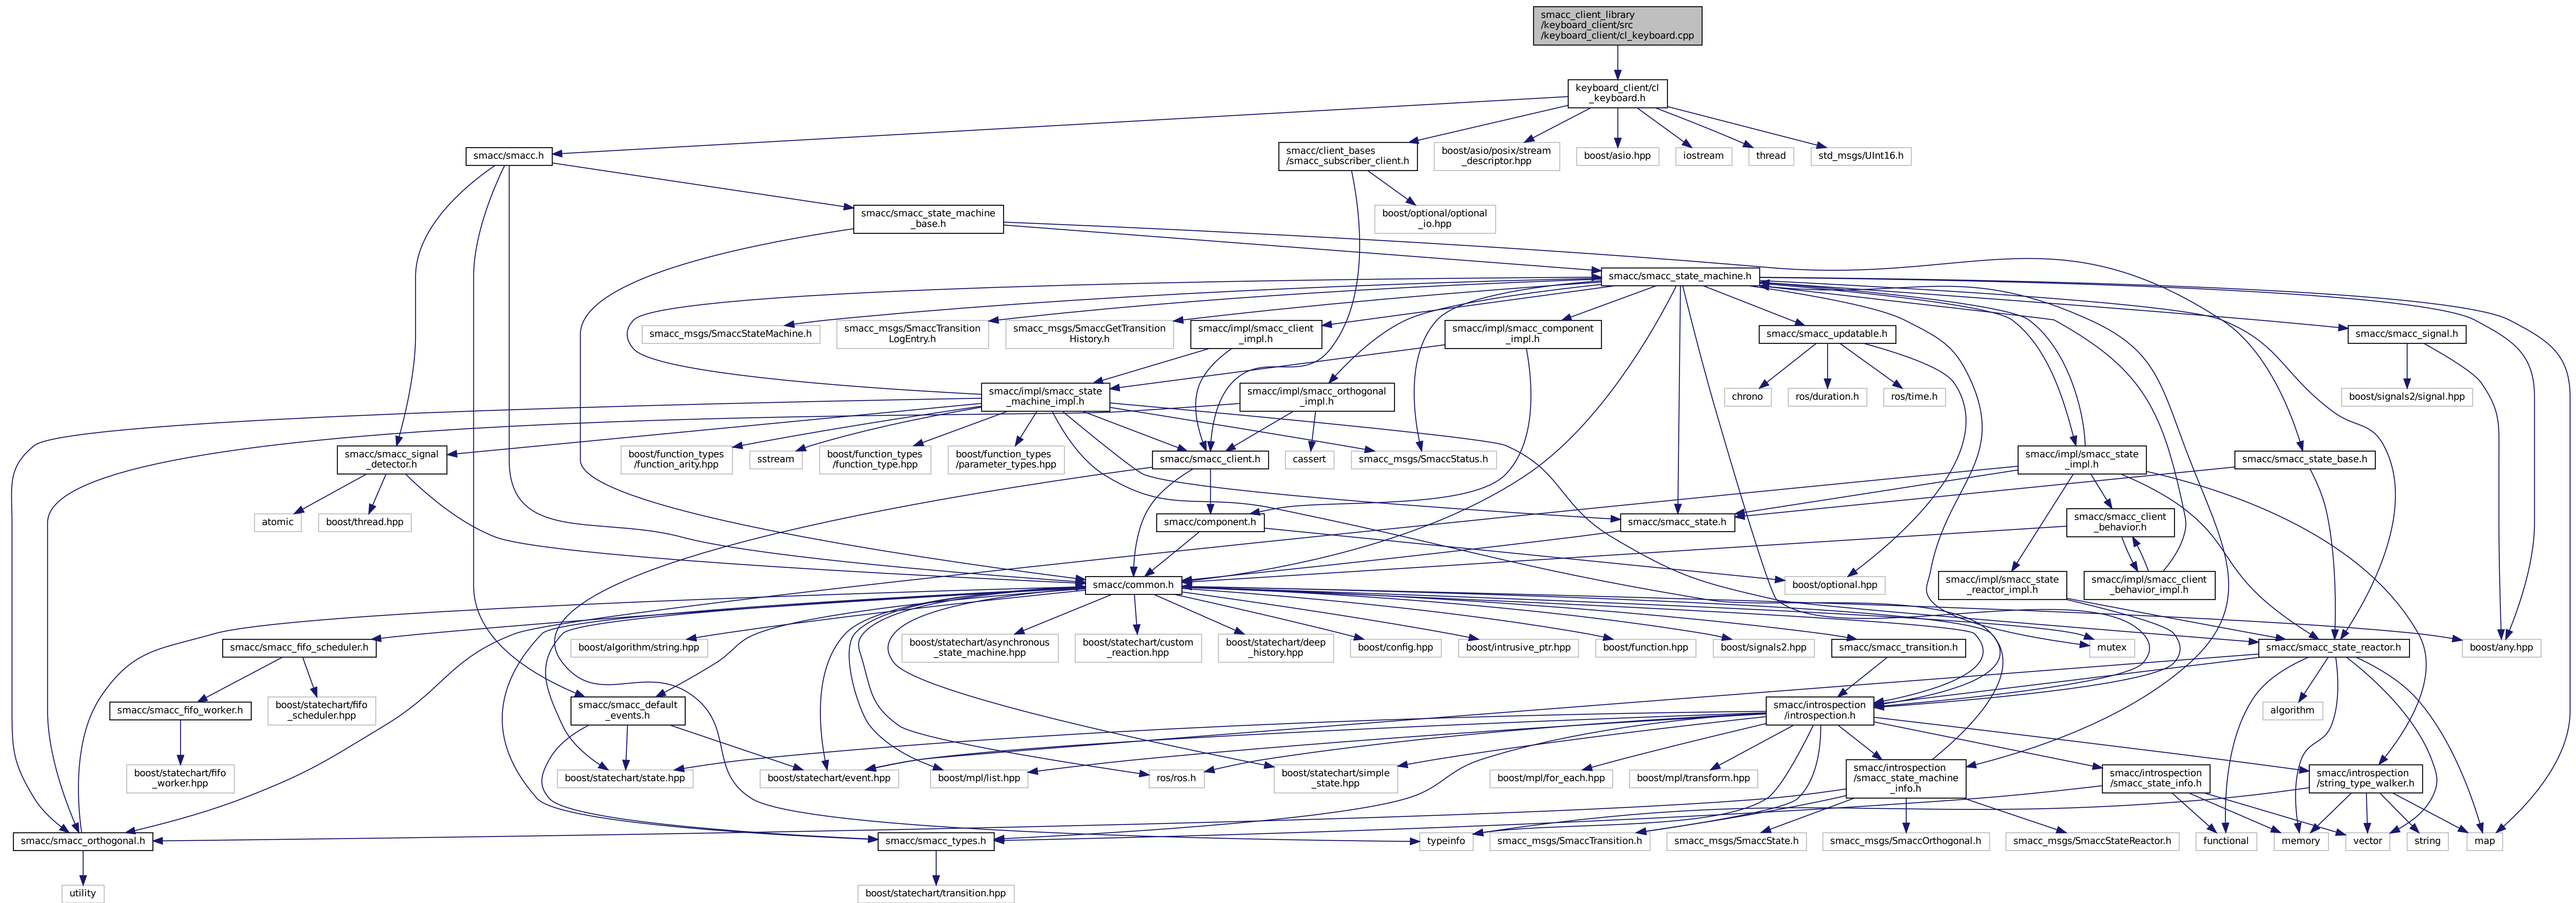 smacc_client_library
/keyboard_client/src
/keyboard_client/cl_keyboard.cpp
keyboard_client/cl
_keyboard.h
smacc/smacc.h
smacc/client_bases
/smacc_subscriber_client.h
boost/asio/posix/stream
_descriptor.hpp
boost/asio.hpp
iostream
thread
std_msgs/UInt16.h
smacc/smacc_state_machine
_base.h
boost/optional/optional
_io.hpp
smacc/smacc_state_machine.h
smacc_msgs/SmaccStateMachine.h
smacc_msgs/SmaccTransition
LogEntry.h
smacc_msgs/SmaccGetTransition
History.h
smacc/impl/smacc_client
_impl.h
smacc/impl/smacc_component
_impl.h
smacc/smacc_updatable.h
smacc/smacc_signal.h
smacc/impl/smacc_state
_machine_impl.h
smacc/impl/smacc_orthogonal
_impl.h
chrono
ros/duration.h
ros/time.h
boost/signals2/signal.hpp
smacc/smacc_signal
_detector.h
boost/function_types
/function_arity.hpp
sstream
boost/function_types
/function_type.hpp
boost/function_types
/parameter_types.hpp
smacc/smacc_client.h
cassert
smacc_msgs/SmaccStatus.h
smacc/impl/smacc_state
_impl.h
smacc/smacc_state_base.h
atomic
boost/thread.hpp
smacc/component.h
smacc/smacc_state.h
smacc/smacc_client
_behavior.h
smacc/common.h
boost/optional.hpp
smacc/impl/smacc_state
_reactor_impl.h
smacc/impl/smacc_client
_behavior_impl.h
smacc/smacc_fifo_scheduler.h
boost/algorithm/string.hpp
boost/statechart/asynchronous
_state_machine.hpp
boost/statechart/custom
_reaction.hpp
boost/statechart/deep
_history.hpp
boost/config.hpp
boost/intrusive_ptr.hpp
boost/function.hpp
boost/signals2.hpp
smacc/smacc_transition.h
mutex
smacc/smacc_state_reactor.h
boost/any.hpp
smacc/smacc_fifo_worker.h
boost/statechart/fifo
_scheduler.hpp
smacc/smacc_default
_events.h
smacc/introspection
/introspection.h
algorithm
boost/statechart/fifo
_worker.hpp
boost/statechart/state.hpp
boost/statechart/event.hpp
boost/mpl/list.hpp
ros/ros.h
boost/statechart/simple
_state.hpp
boost/mpl/for_each.hpp
boost/mpl/transform.hpp
smacc/introspection
/smacc_state_machine
_info.h
smacc/introspection
/smacc_state_info.h
smacc/introspection
/string_type_walker.h
smacc/smacc_orthogonal.h
smacc/smacc_types.h
typeinfo
smacc_msgs/SmaccTransition.h
smacc_msgs/SmaccState.h
smacc_msgs/SmaccOrthogonal.h
smacc_msgs/SmaccStateReactor.h
functional
memory
vector
string
map
utility
boost/statechart/transition.hpp